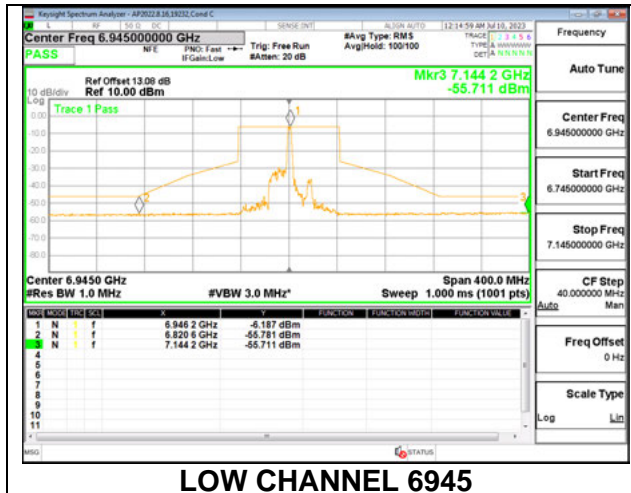 Keysight Spectrum Analyzer - AP2022.8.16,19232,Cond C
L RF 50 Ω DC SENSE:INT ALIGN AUTO 12:14:59 AM Jul 10, 2023
Center Freq 6.945000000 GHz
#Avg Type: RMS
TRACE 1 2 3 4 5 6
PASS
NFE
PNO: Fast
Trig: Free Run
Avg|Hold: 100/100
TYPE A WWWWW
IFGain:Low
#Atten: 20 dB
DET A N N N N N
Ref Offset 13.08 dB
Mkr3 7.144 2 GHz
10 dB/div Ref 10.00 dBm
-55.711 dBm
Log
Trace 1 Pass
0.00
-10.0
-20.0
-30.0
-40.0
-50.0
-60.0
-70.0
-80.0
1
2
3
Center 6.9450 GHz
Span 400.0 MHz
#Res BW 1.0 MHz
#VBW 3.0 MHz*
Sweep 1.000 ms (1001 pts)
MKR MODE TRC SCL X Y FUNCTION FUNCTION WIDTH FUNCTION VALUE
1 N 1 f 6.946 2 GHz -6.187 dBm
2 N 1 f 6.820 6 GHz -55.781 dBm
3 N 1 f 7.144 2 GHz -55.711 dBm
4
5
6
7
8
9
10
11
MSG
STATUS
Frequency
Auto Tune
Center Freq
6.945000000 GHz
Start Freq
6.745000000 GHz
Stop Freq
7.145000000 GHz
CF Step
40.000000 MHz
Auto Man
Freq Offset
0 Hz
Scale Type
Log Lin
LOW CHANNEL 6945